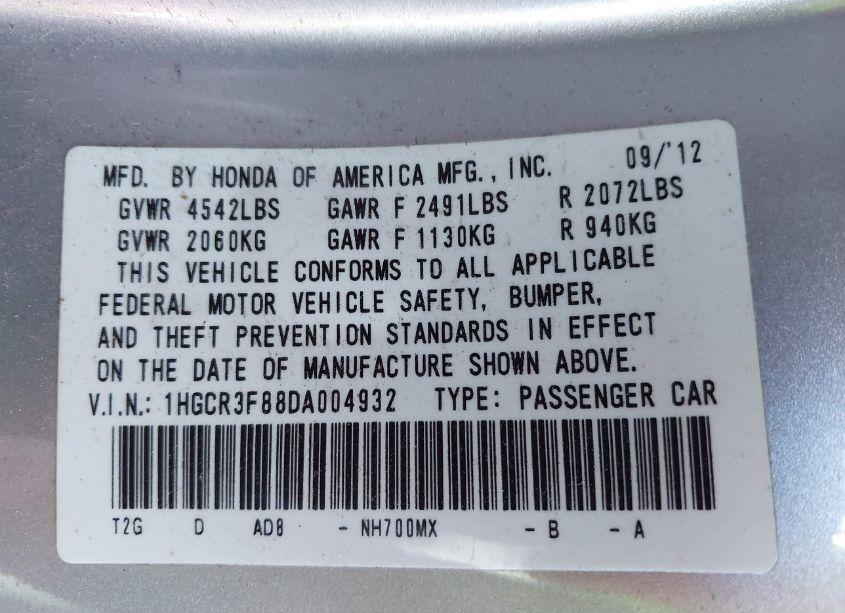 MFD. BY HONDA OF AMERICA MFG., INC. 09/'12
GVWR 4542LBS GAWR F 2491LBS R 2072LBS
GVWR 2060KG GAWR F 1130KG R 940KG
THIS VEHICLE CONFORMS TO ALL APPLICABLE
FEDERAL MOTOR VEHICLE SAFETY, BUMPER,
AND THEFT PREVENTION STANDARDS IN EFFECT
ON THE DATE OF MANUFACTURE SHOWN ABOVE.
V.I.N.: 1HGCR3F88DA004932 TYPE: PASSENGER CAR
T2G D AD8 - NH700MX - B - A